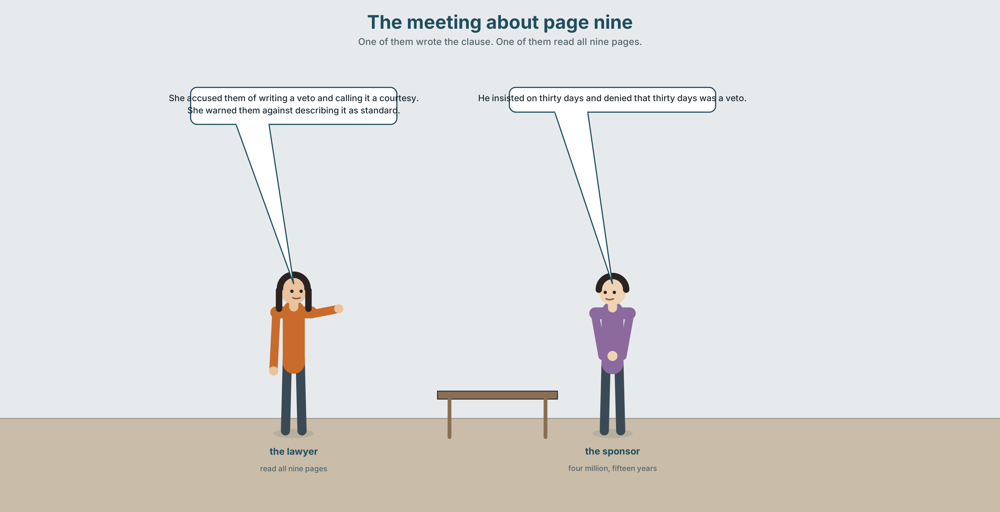 The meeting about page nine
One of them wrote the clause. One of them read all nine pages.
She accused them of writing a veto and calling it a courtesy.
She warned them against describing it as standard.
He insisted on thirty days and denied that thirty days was a veto.
the lawyer
read all nine pages
the sponsor
four million, fifteen years